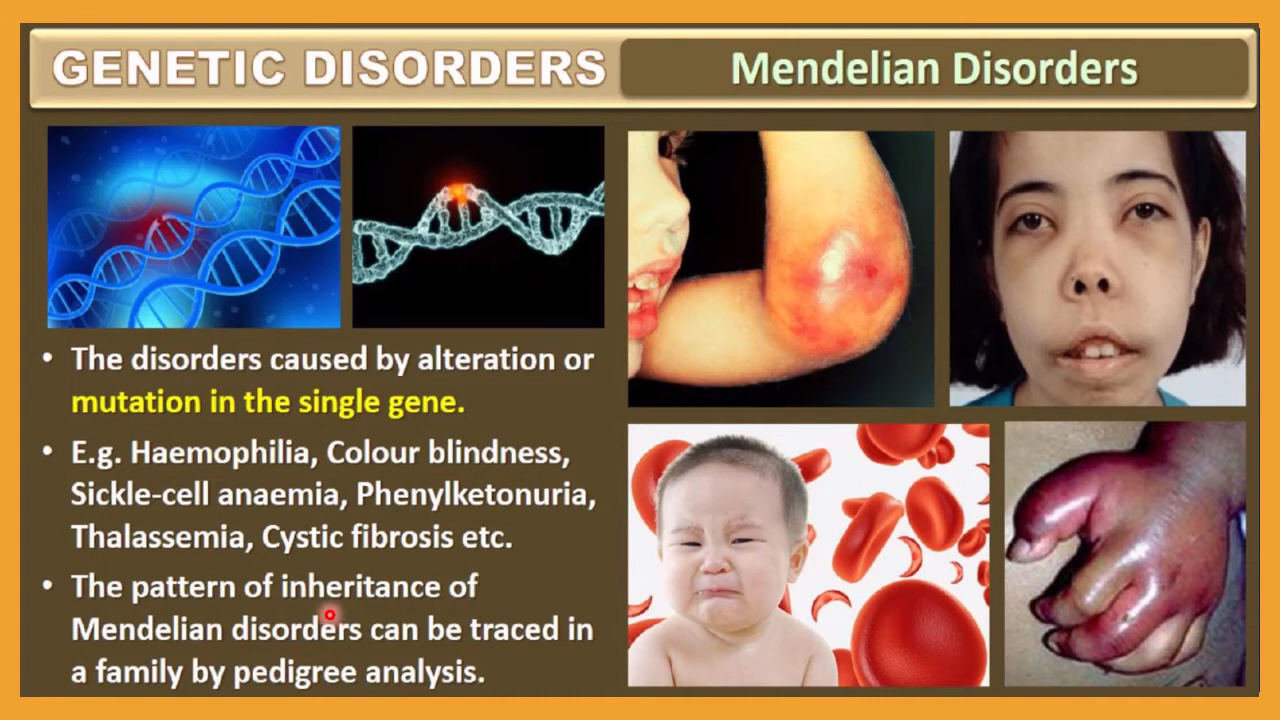 GENETIC DISORDERS
Mendelian Disorders
• The disorders caused by alteration or
mutation in the single gene.
• E.g. Haemophilia, Colour blindness,
Sickle-cell anaemia, Phenylketonuria,
Thalassemia, Cystic fibrosis etc.
• The pattern of inheritance of
Mendelian disorders can be traced in
a family by pedigree analysis.